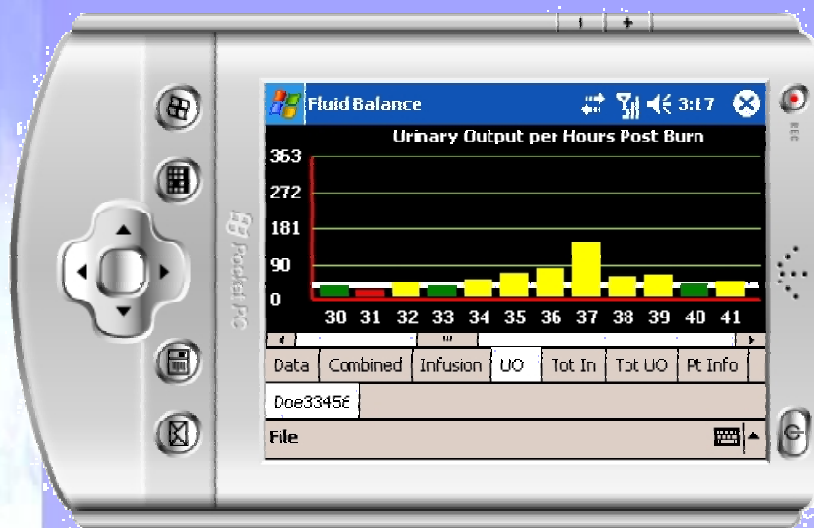 - +
Fluid Balance 3:17
Urinary Output per Hours Post Burn
363
272
181
90
0
30 31 32 33 34 35 36 37 38 39 40 41
Data Combined Infusion UO Tot In Tot UO Pt Info
Doe33456
File
Pocket PC
REC